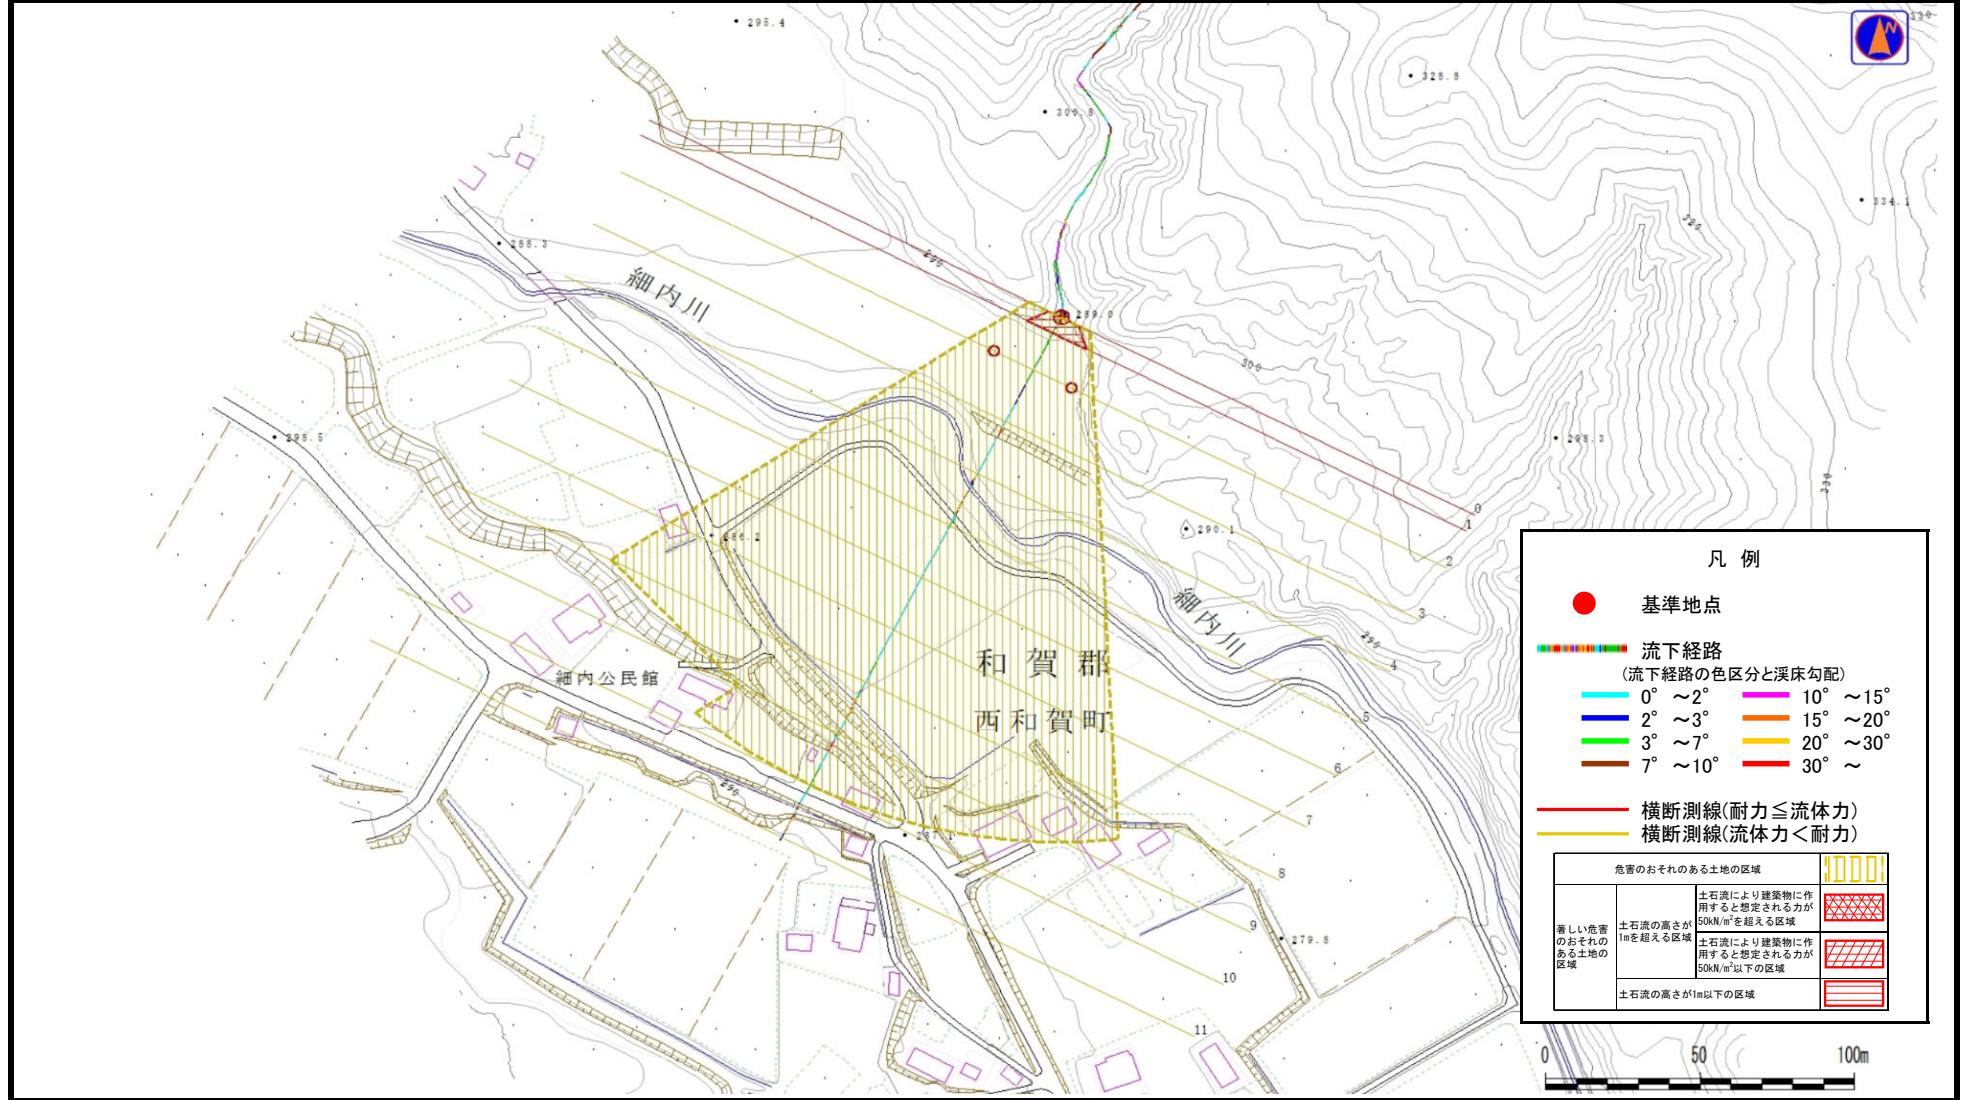 295.4
N
330
328.8
300.8
334.1
320
288.3
290
細内川
289.0
300
298.5
298.3
330
286.2
290.1
0
1
2
3
4
5
6
7
8
9
10
11
細内川
290
和賀郡
西和賀町
細内公民館
290
287.1
279.8
凡例
基準地点
流下経路
(流下経路の色区分と渓床勾配)
0° ～2°
10° ～15°
2° ～3°
15° ～20°
3° ～7°
20° ～30°
7° ～10°
30° ～
横断測線(耐力≦流体力)
横断測線(流体力＜耐力)
危害のおそれのある土地の区域
著しい危害
のおそれの
ある土地の
区域
土石流の高さが
1mを超える区域
土石流により建築物に作
用すると想定される力が
50kN/m²を超える区域
土石流により建築物に作
用すると想定される力が
50kN/m²以下の区域
土石流の高さが1m以下の区域
0 50 100m